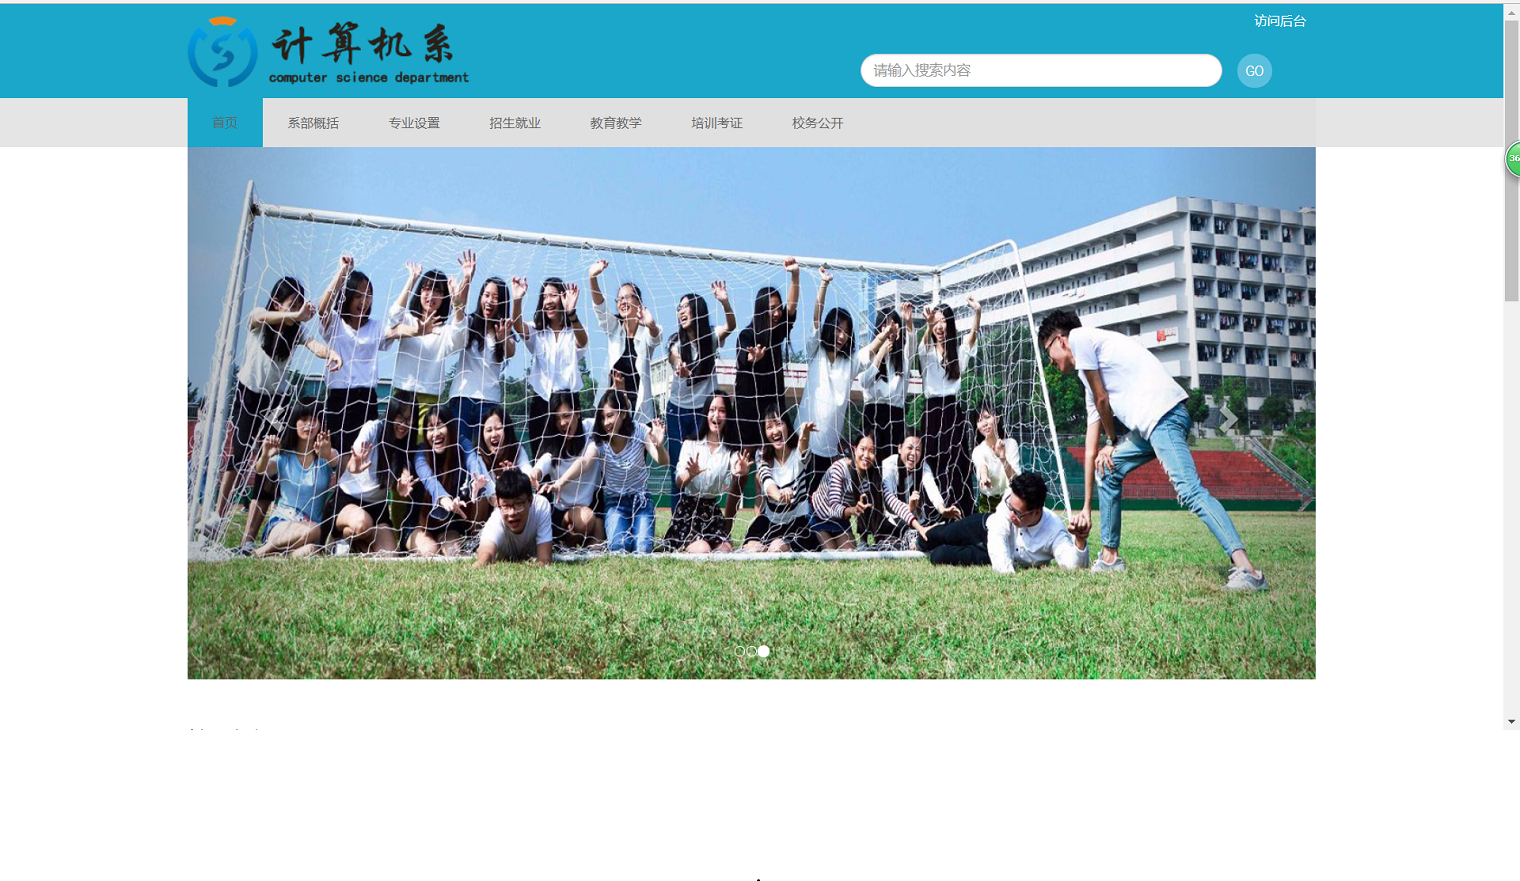 访问后台
计算机系
computer science department
请输入搜索内容
GO
首页 系部概括 专业设置 招生就业 教育教学 培训考证 校务公开
36